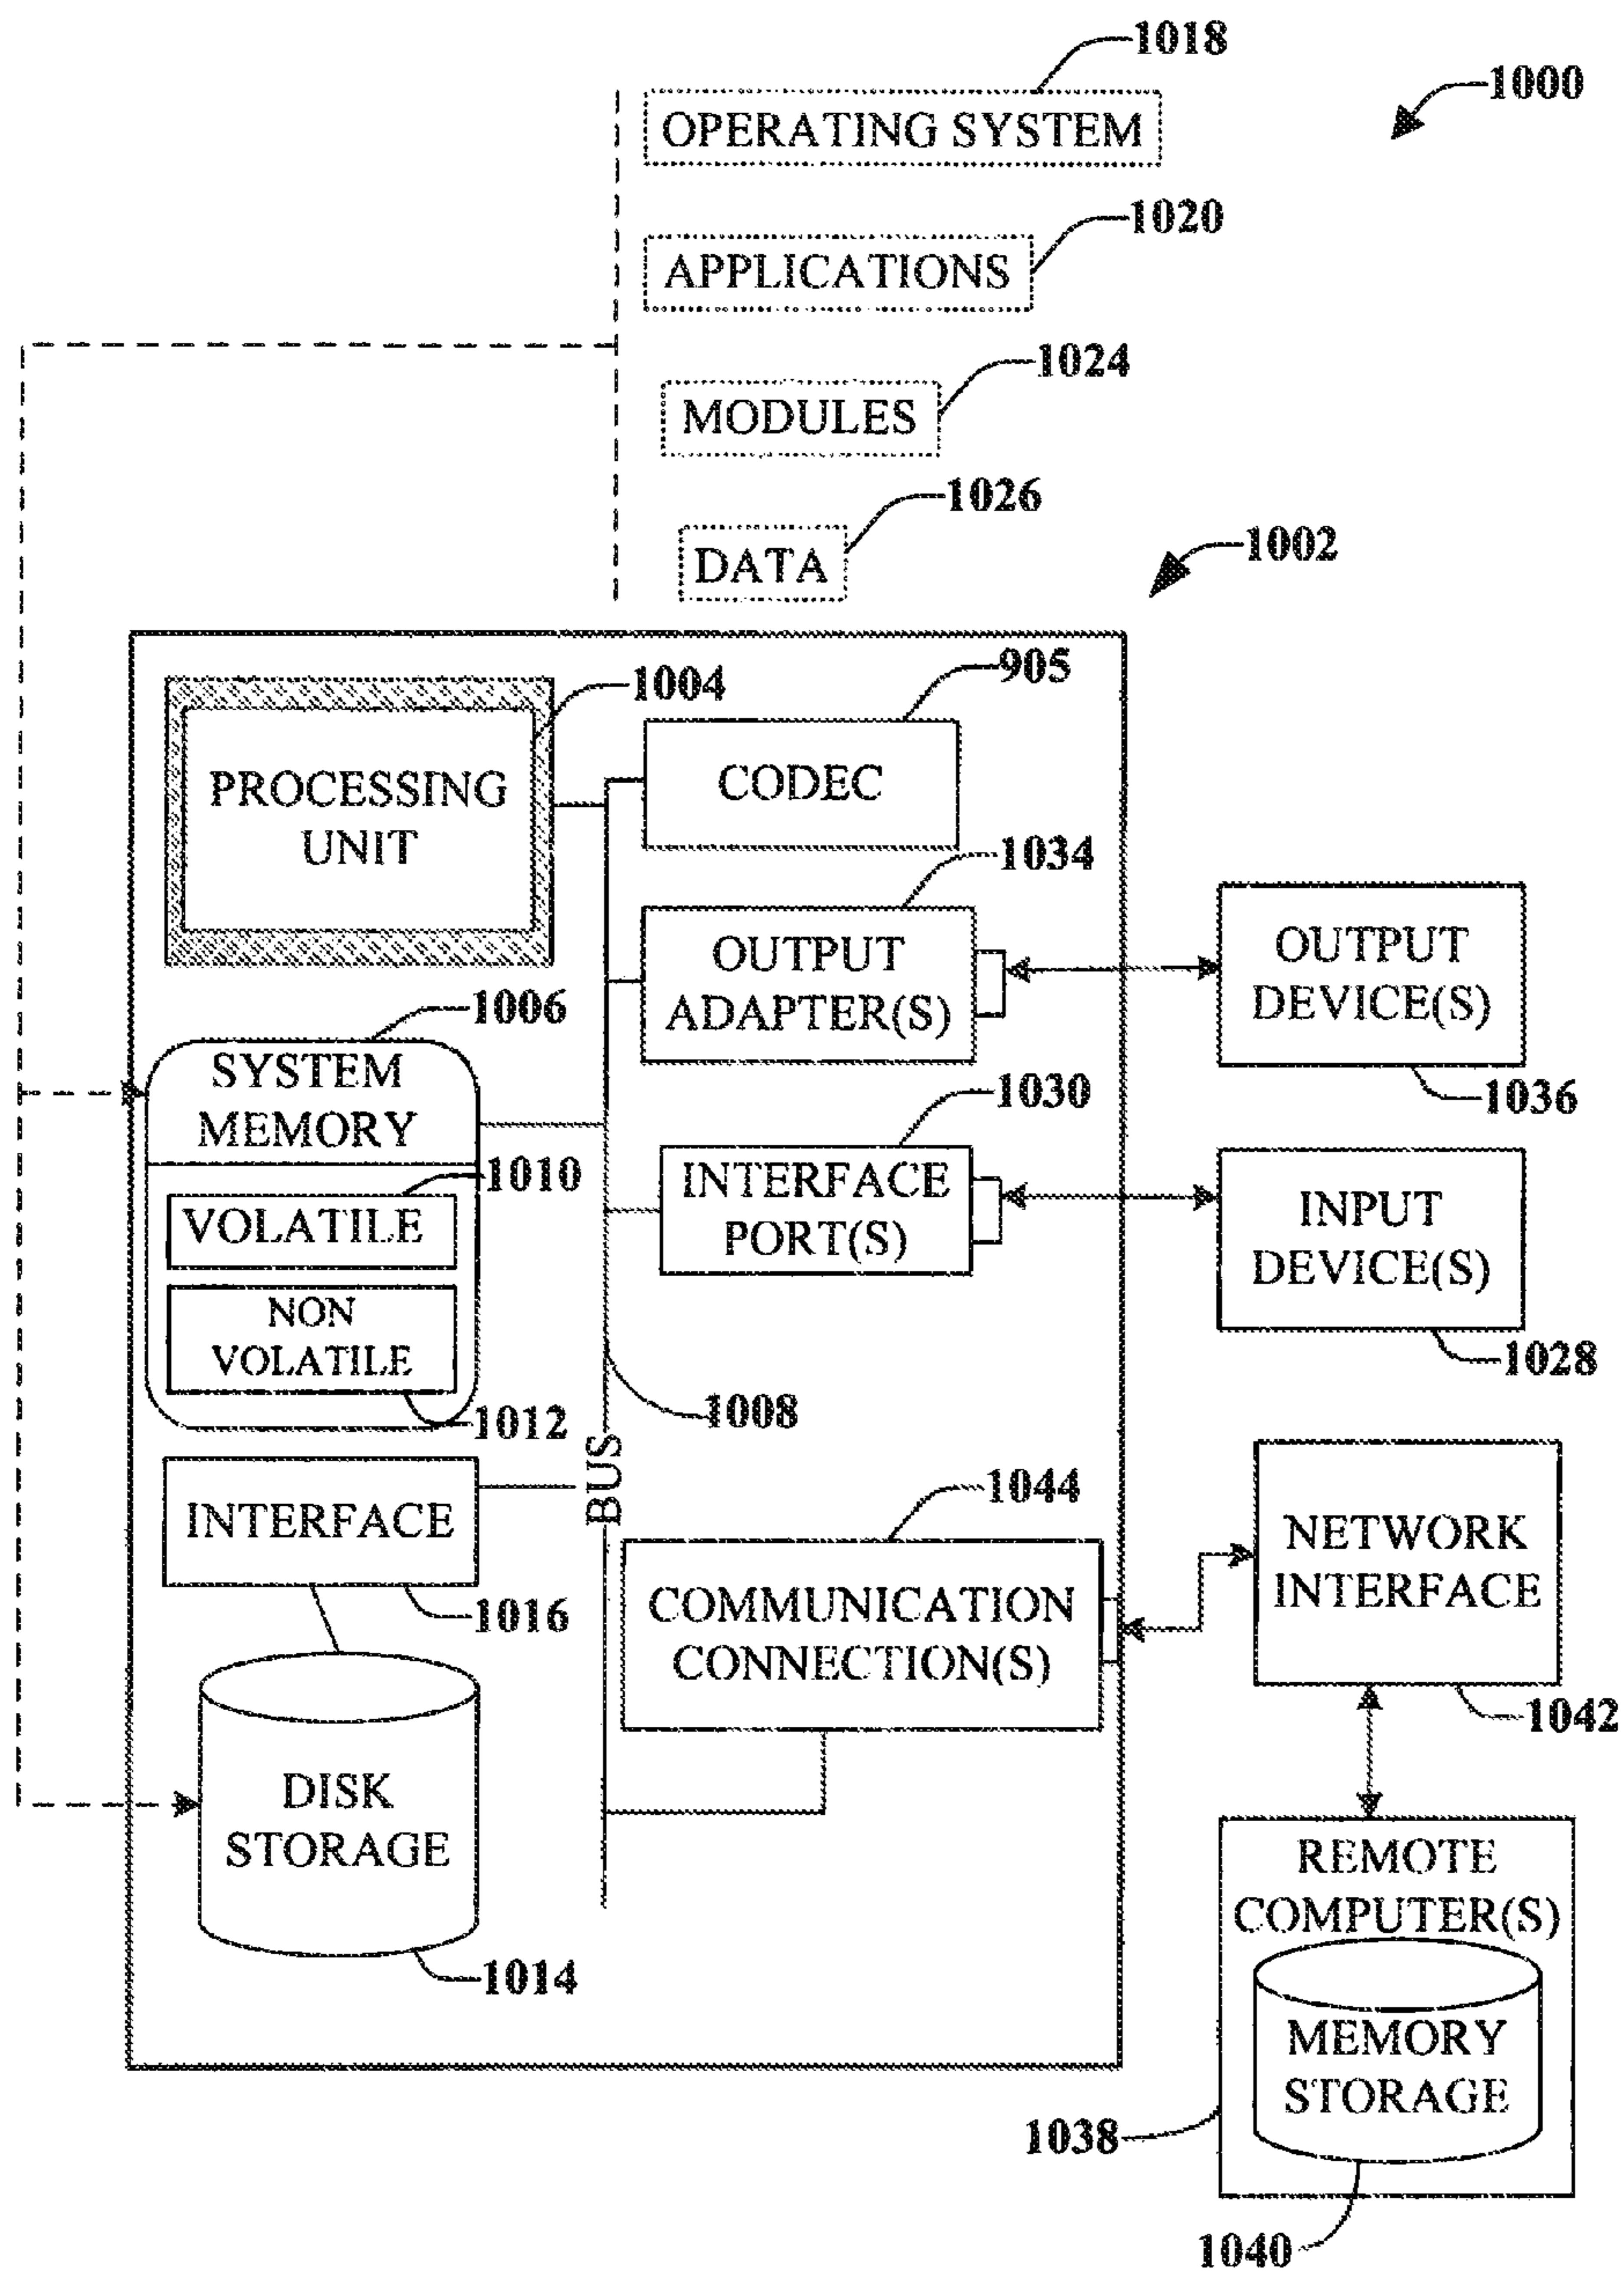 1018
1000
OPERATING SYSTEM
1020
APPLICATIONS
1024
MODULES
1026
DATA
1002
905
1004
CODEC
PROCESSING
UNIT
1034
OUTPUT
ADAPTER(S)
OUTPUT
DEVICE(S)
1036
1006
SYSTEM
MEMORY
1030
INTERFACE
PORT(S)
INPUT
DEVICE(S)
1028
1010
VOLATILE
NON
VOLATILE
1012
1008
BUS
INTERFACE
1016
1044
COMMUNICATION
CONNECTION(S)
NETWORK
INTERFACE
1042
DISK
STORAGE
1014
REMOTE
COMPUTER(S)
MEMORY
STORAGE
1038
1040